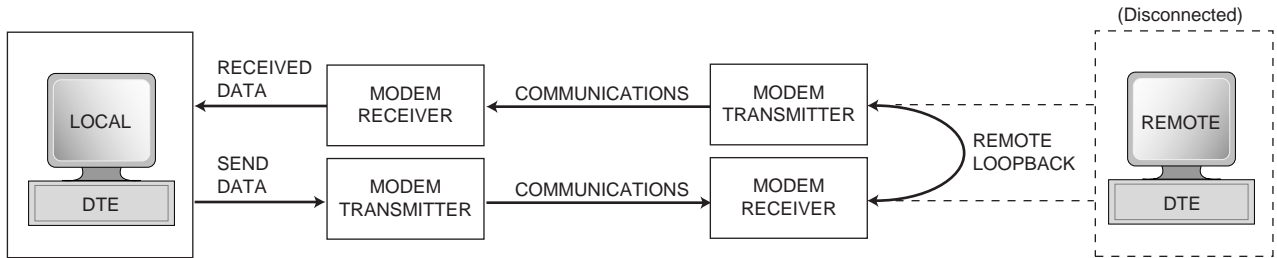 (Disconnected)
LOCAL
DTE
RECEIVED
DATA
MODEM
RECEIVER
COMMUNICATIONS
MODEM
TRANSMITTER
SEND
DATA
MODEM
TRANSMITTER
COMMUNICATIONS
MODEM
RECEIVER
REMOTE
LOOPBACK
REMOTE
DTE